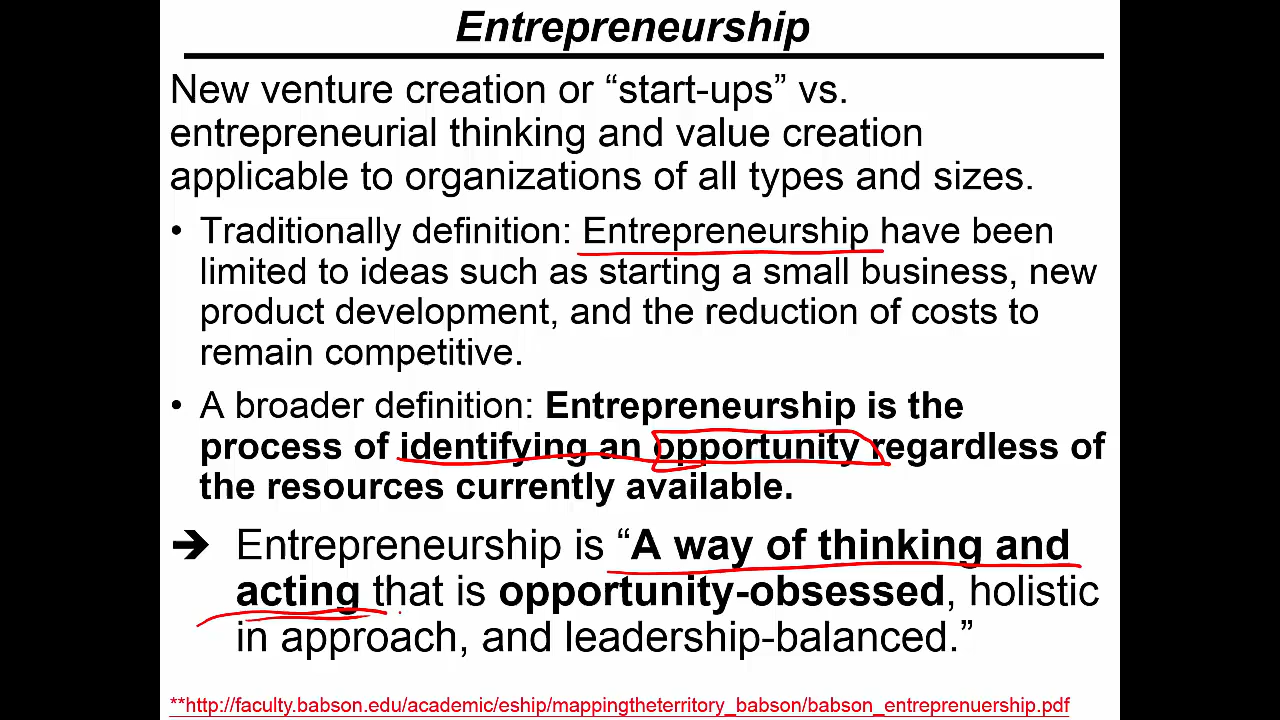 Entrepreneurship
New venture creation or “start-ups” vs.
entrepreneurial thinking and value creation
applicable to organizations of all types and sizes.
• Traditionally definition: Entrepreneurship have been
limited to ideas such as starting a small business, new
product development, and the reduction of costs to
remain competitive.
• A broader definition: Entrepreneurship is the
process of identifying an opportunity regardless of
the resources currently available.
➔ Entrepreneurship is “A way of thinking and
acting that is opportunity-obsessed, holistic
in approach, and leadership-balanced.”
**http://faculty.babson.edu/academic/eship/mappingtheterritory_babson/babson_entreprenuership.pdf